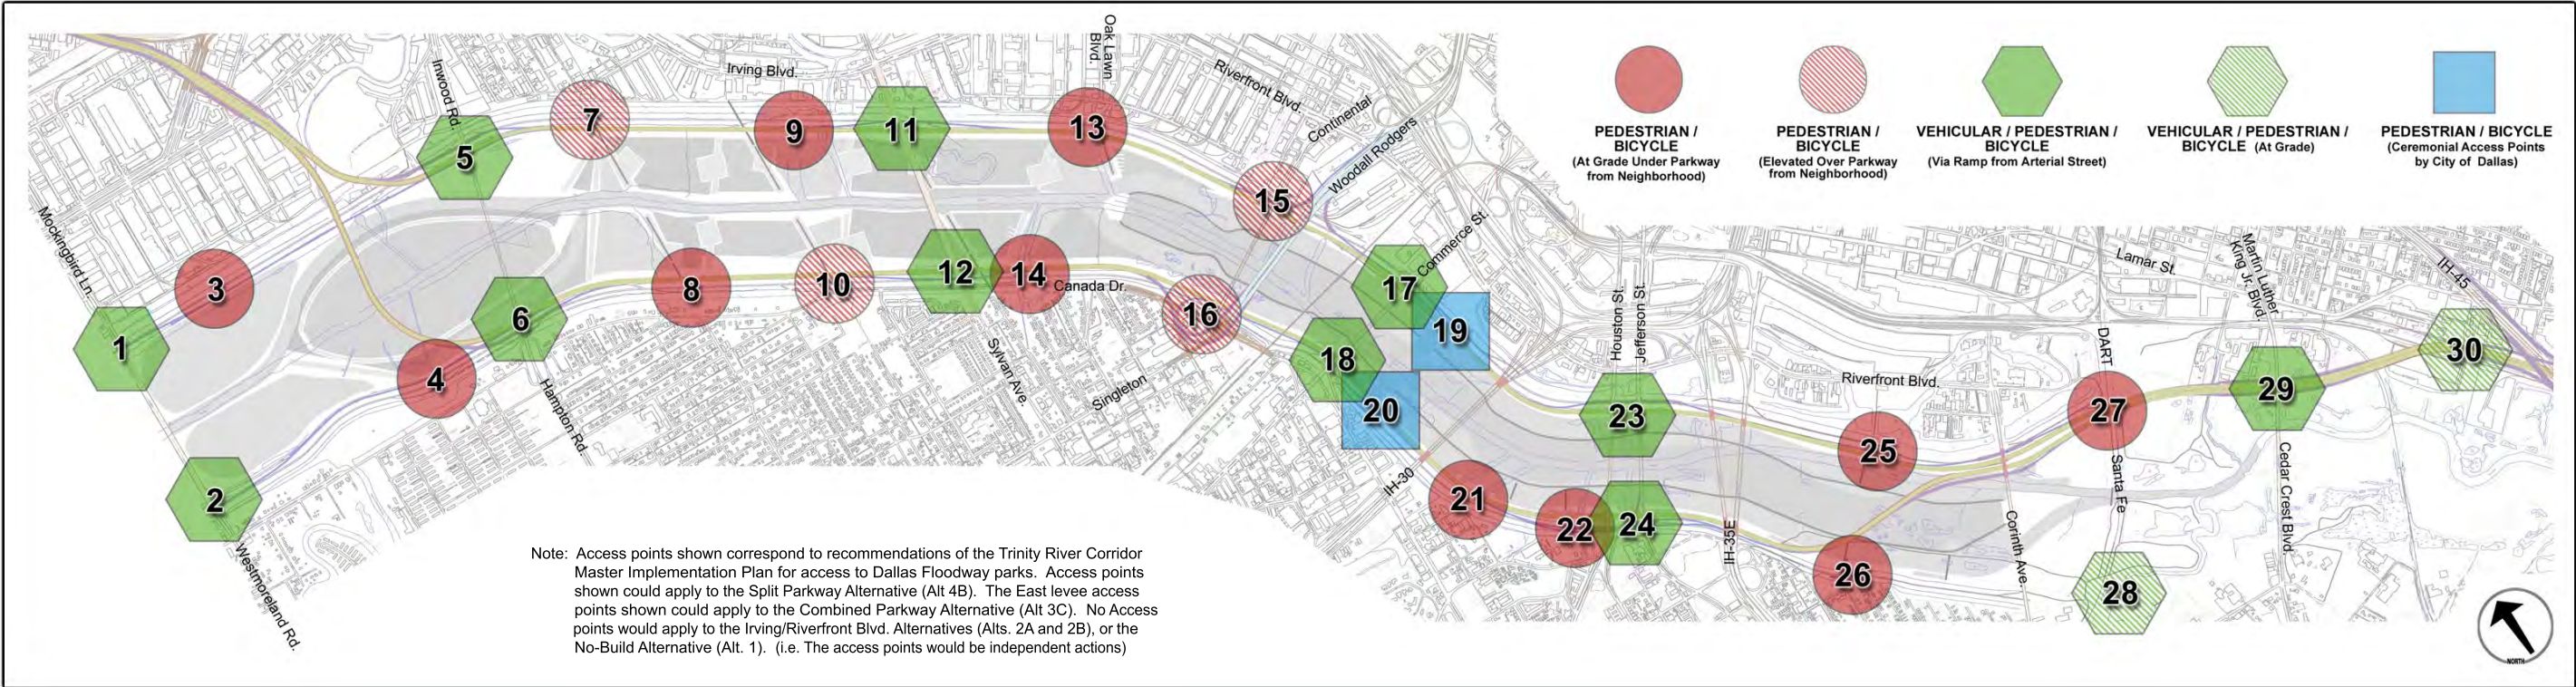 Oak Lawn
Blvd.
Inwood Rd.
Irving Blvd.
Riverfront Blvd.
Continental
Woodall Rodgers
Mockingbird Ln.
Commerce St.
Canada Dr.
Sylvan Ave.
Singleton
Hampton Rd.
Westmoreland Rd.
IH-30
Houston St.
Jefferson St.
IH-35E
Riverfront Blvd.
Corinth Ave.
DART
Santa Fe
Lamar St.
Martin Luther
King Jr. Blvd.
Cedar Crest Blvd.
IH-45
1
2
3
4
5
6
7
8
9
10
11
12
13
14
15
16
17
18
19
20
21
22
23
24
25
26
27
28
29
30
PEDESTRIAN /
BICYCLE
(At Grade Under Parkway
from Neighborhood)
PEDESTRIAN /
BICYCLE
(Elevated Over Parkway
from Neighborhood)
VEHICULAR / PEDESTRIAN /
BICYCLE
(Via Ramp from Arterial Street)
VEHICULAR / PEDESTRIAN /
BICYCLE (At Grade)
PEDESTRIAN / BICYCLE
(Ceremonial Access Points
by City of Dallas)
Note: Access points shown correspond to recommendations of the Trinity River Corridor
Master Implementation Plan for access to Dallas Floodway parks. Access points
shown could apply to the Split Parkway Alternative (Alt 4B). The East levee access
points shown could apply to the Combined Parkway Alternative (Alt 3C). No Access
points would apply to the Irving/Riverfront Blvd. Alternatives (Alts. 2A and 2B), or the
No-Build Alternative (Alt. 1). (i.e. The access points would be independent actions)
NORTH